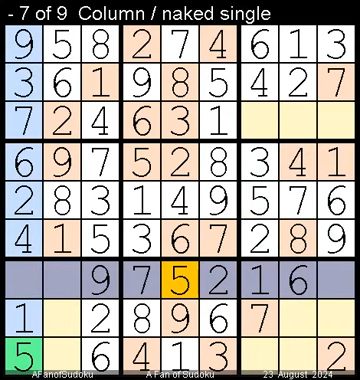 - 7 of 9 Column / naked single
9 5 8 2 7 4 6 1 3
3 6 1 9 8 5 4 2 7
7 2 4 6 3 1
6 9 7 5 2 8 3 4 1
2 8 3 1 4 9 5 7 6
4 1 5 3 6 7 2 8 9
9 7 5 2 1 6
1 2 8 9 6 7
5 6 4 1 3 2
AFanofSudoku A Fan of Sudoku 23 August 2024